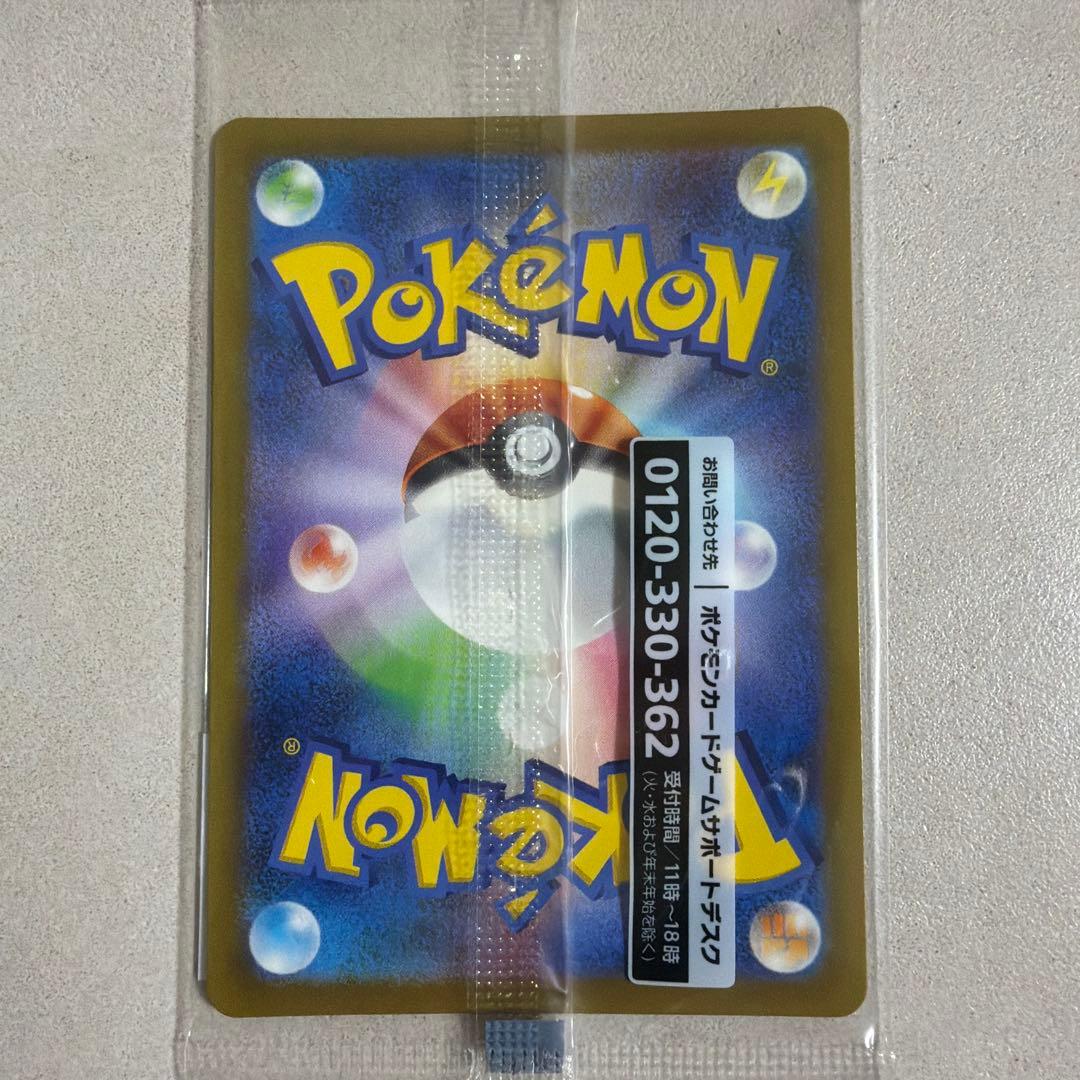 POKéMON
®
お問い合わせ先 | ポケモンカードゲームサポートデスク
0120-330-362 受付時間/11時~18時
(火・水および年末年始を除く)
POKéMON
®